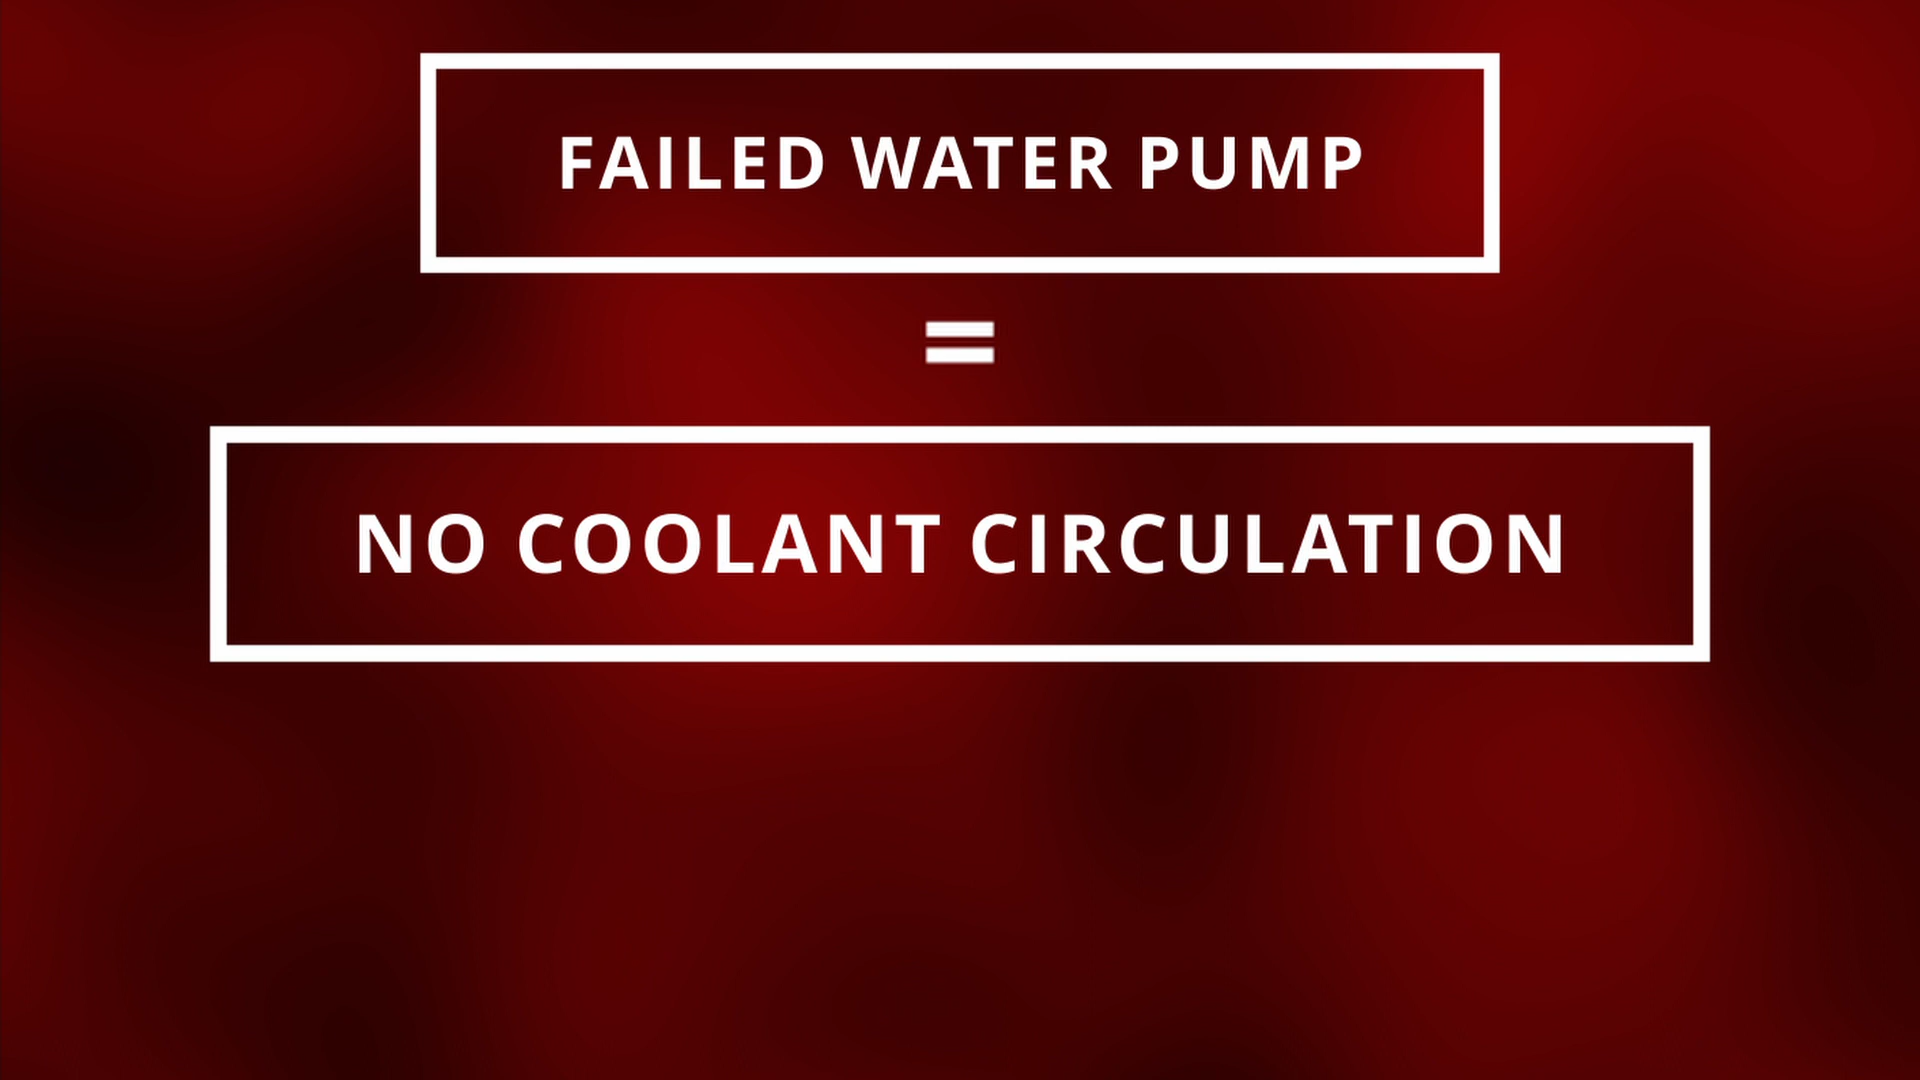 FAILED WATER PUMP
=
NO COOLANT CIRCULATION